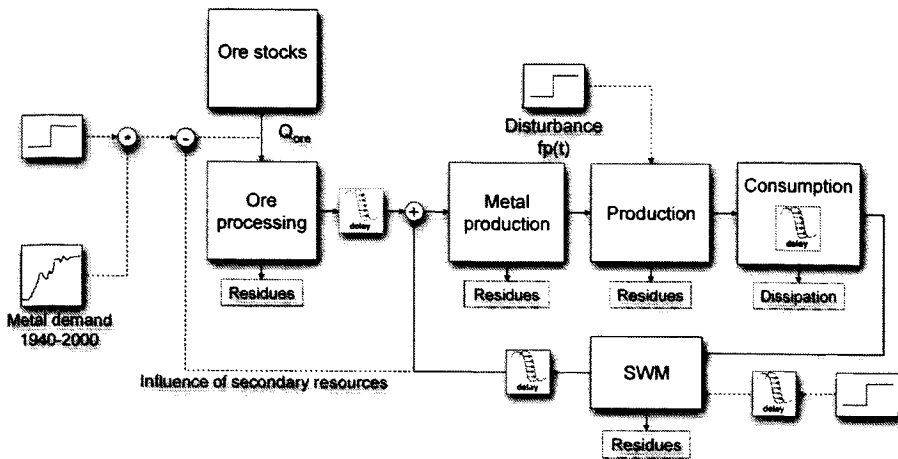 Ore stocks
Q_ore
Disturbance
fp(t)
*
-
Ore
processing
delay
+
Metal
production
Production
Consumption
delay
Residues
Residues
Residues
Dissipation
Metal demand
1940-2000
Influence of secondary resources
delay
SWM
delay
Residues